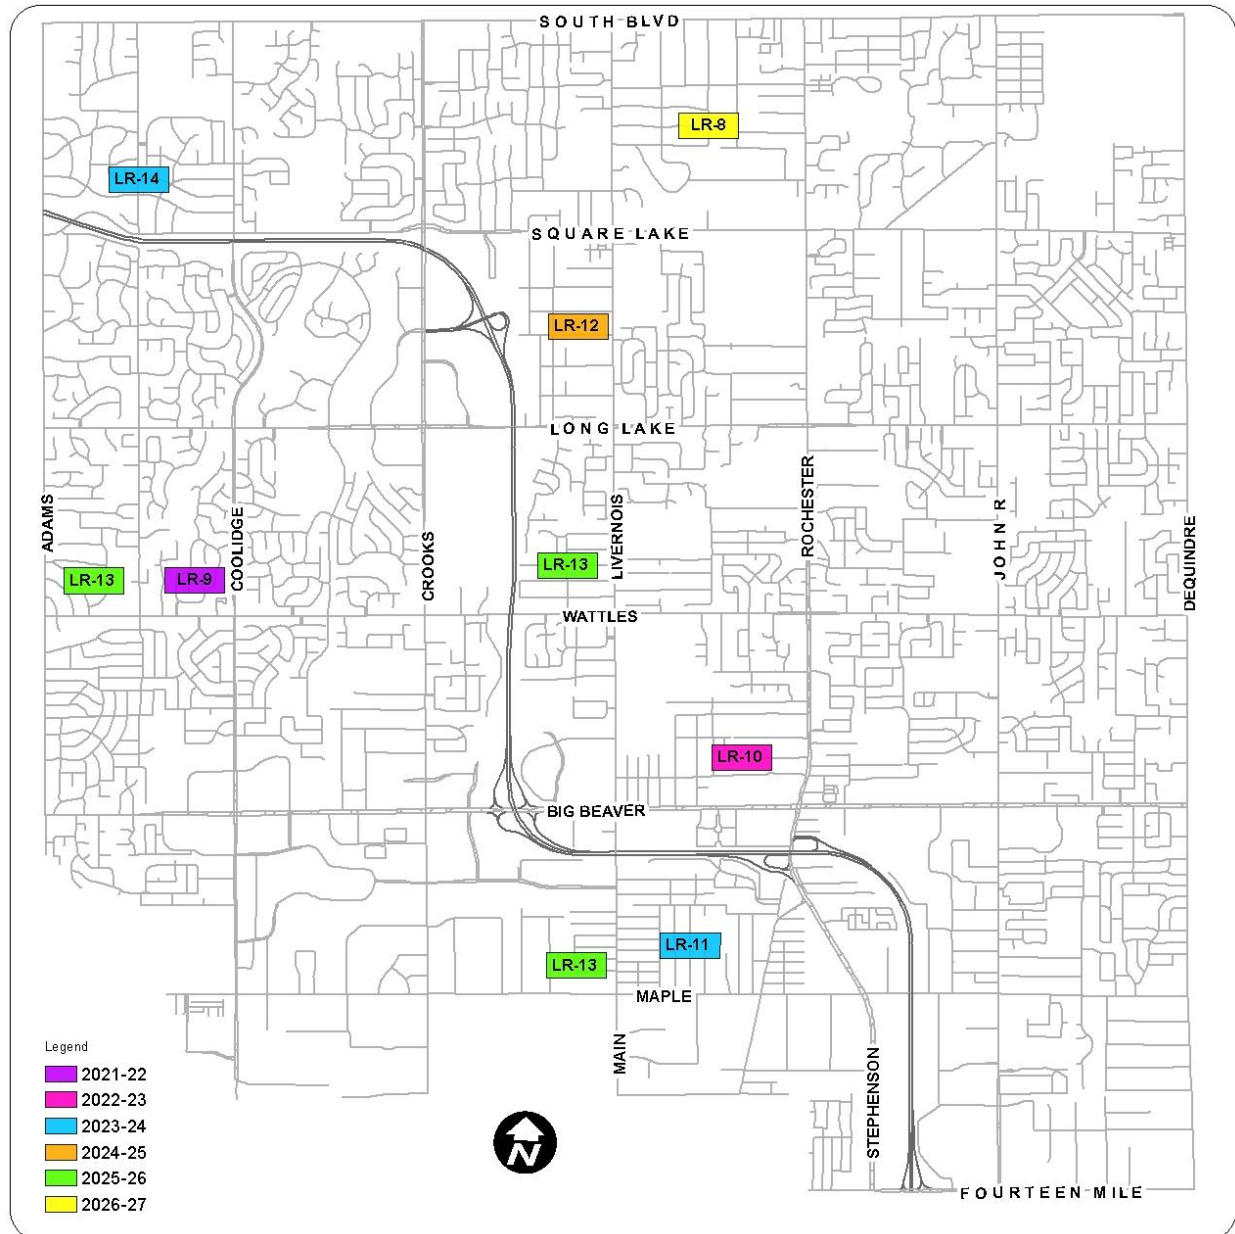 SOUTH BLVD
LR-8
LR-14
SQUARE LAKE
LR-12
LONG LAKE
ADAMS
COOLIDGE
CROOKS
LIVERNOIS
ROCHESTER
JOHN R
DEQUINDRE
LR-13
LR-9
LR-13
WATTLES
LR-10
BIG BEAVER
LR-11
LR-13
MAPLE
MAIN
STEPHENSON
Legend
2021-22
2022-23
2023-24
2024-25
2025-26
2026-27
N
FOURTEEN MILE